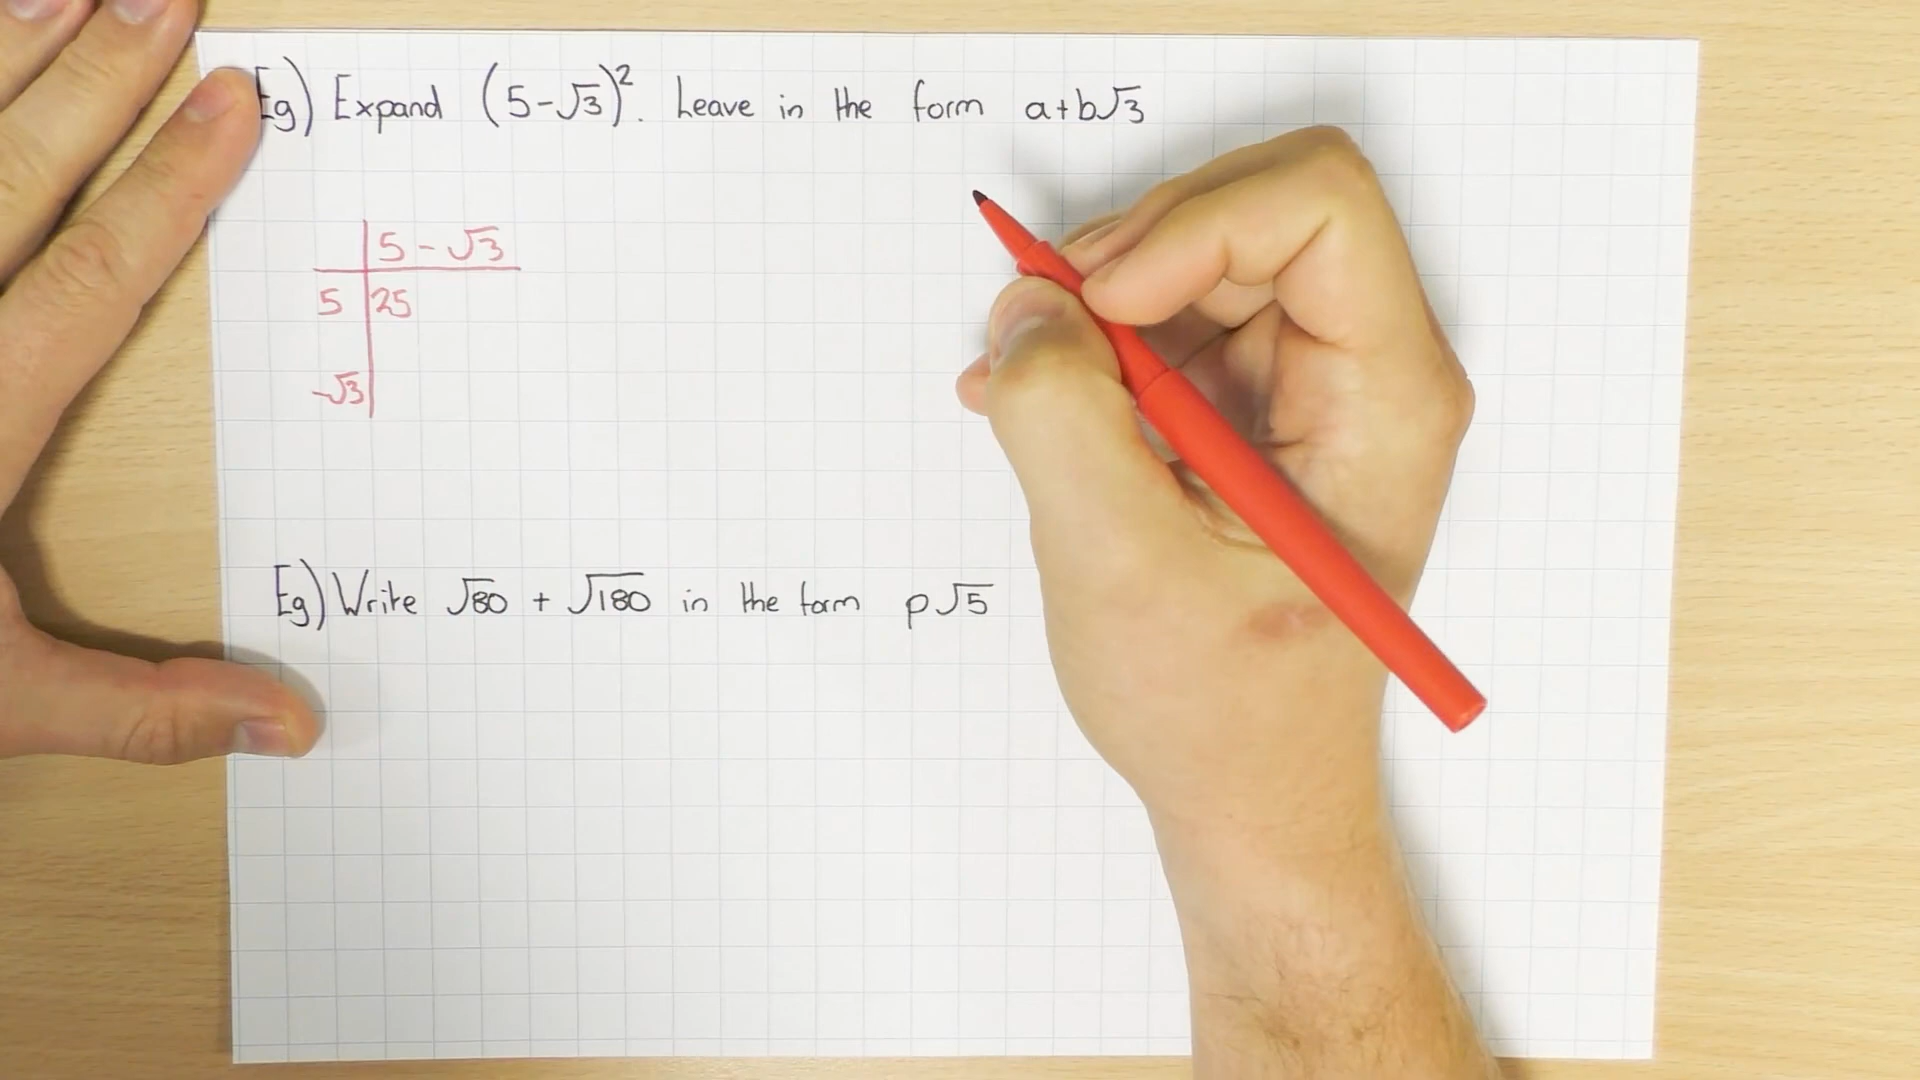 Eg) Expand (5-√3)². Leave in the form a+b√3
5 - √3
5 25
-√3
Eg) Write √80 + √180 in the form p√5